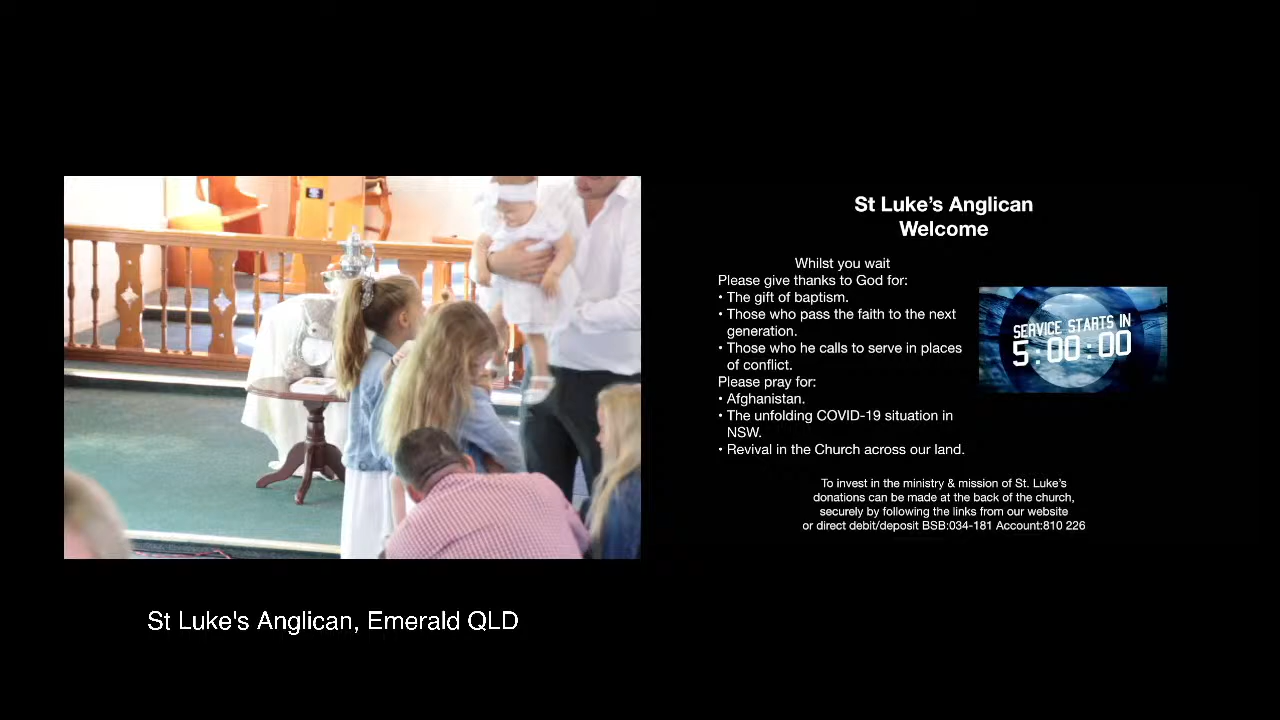 St Luke’s Anglican
Welcome
Whilst you wait
Please give thanks to God for:
• The gift of baptism.
• Those who pass the faith to the next
generation.
• Those who he calls to serve in places
of conflict.
Please pray for:
• Afghanistan.
• The unfolding COVID-19 situation in
NSW.
• Revival in the Church across our land.
SERVICE STARTS IN
5:00:00
To invest in the ministry & mission of St. Luke’s
donations can be made at the back of the church,
securely by following the links from our website
or direct debit/deposit BSB:034-181 Account:810 226
St Luke's Anglican, Emerald QLD